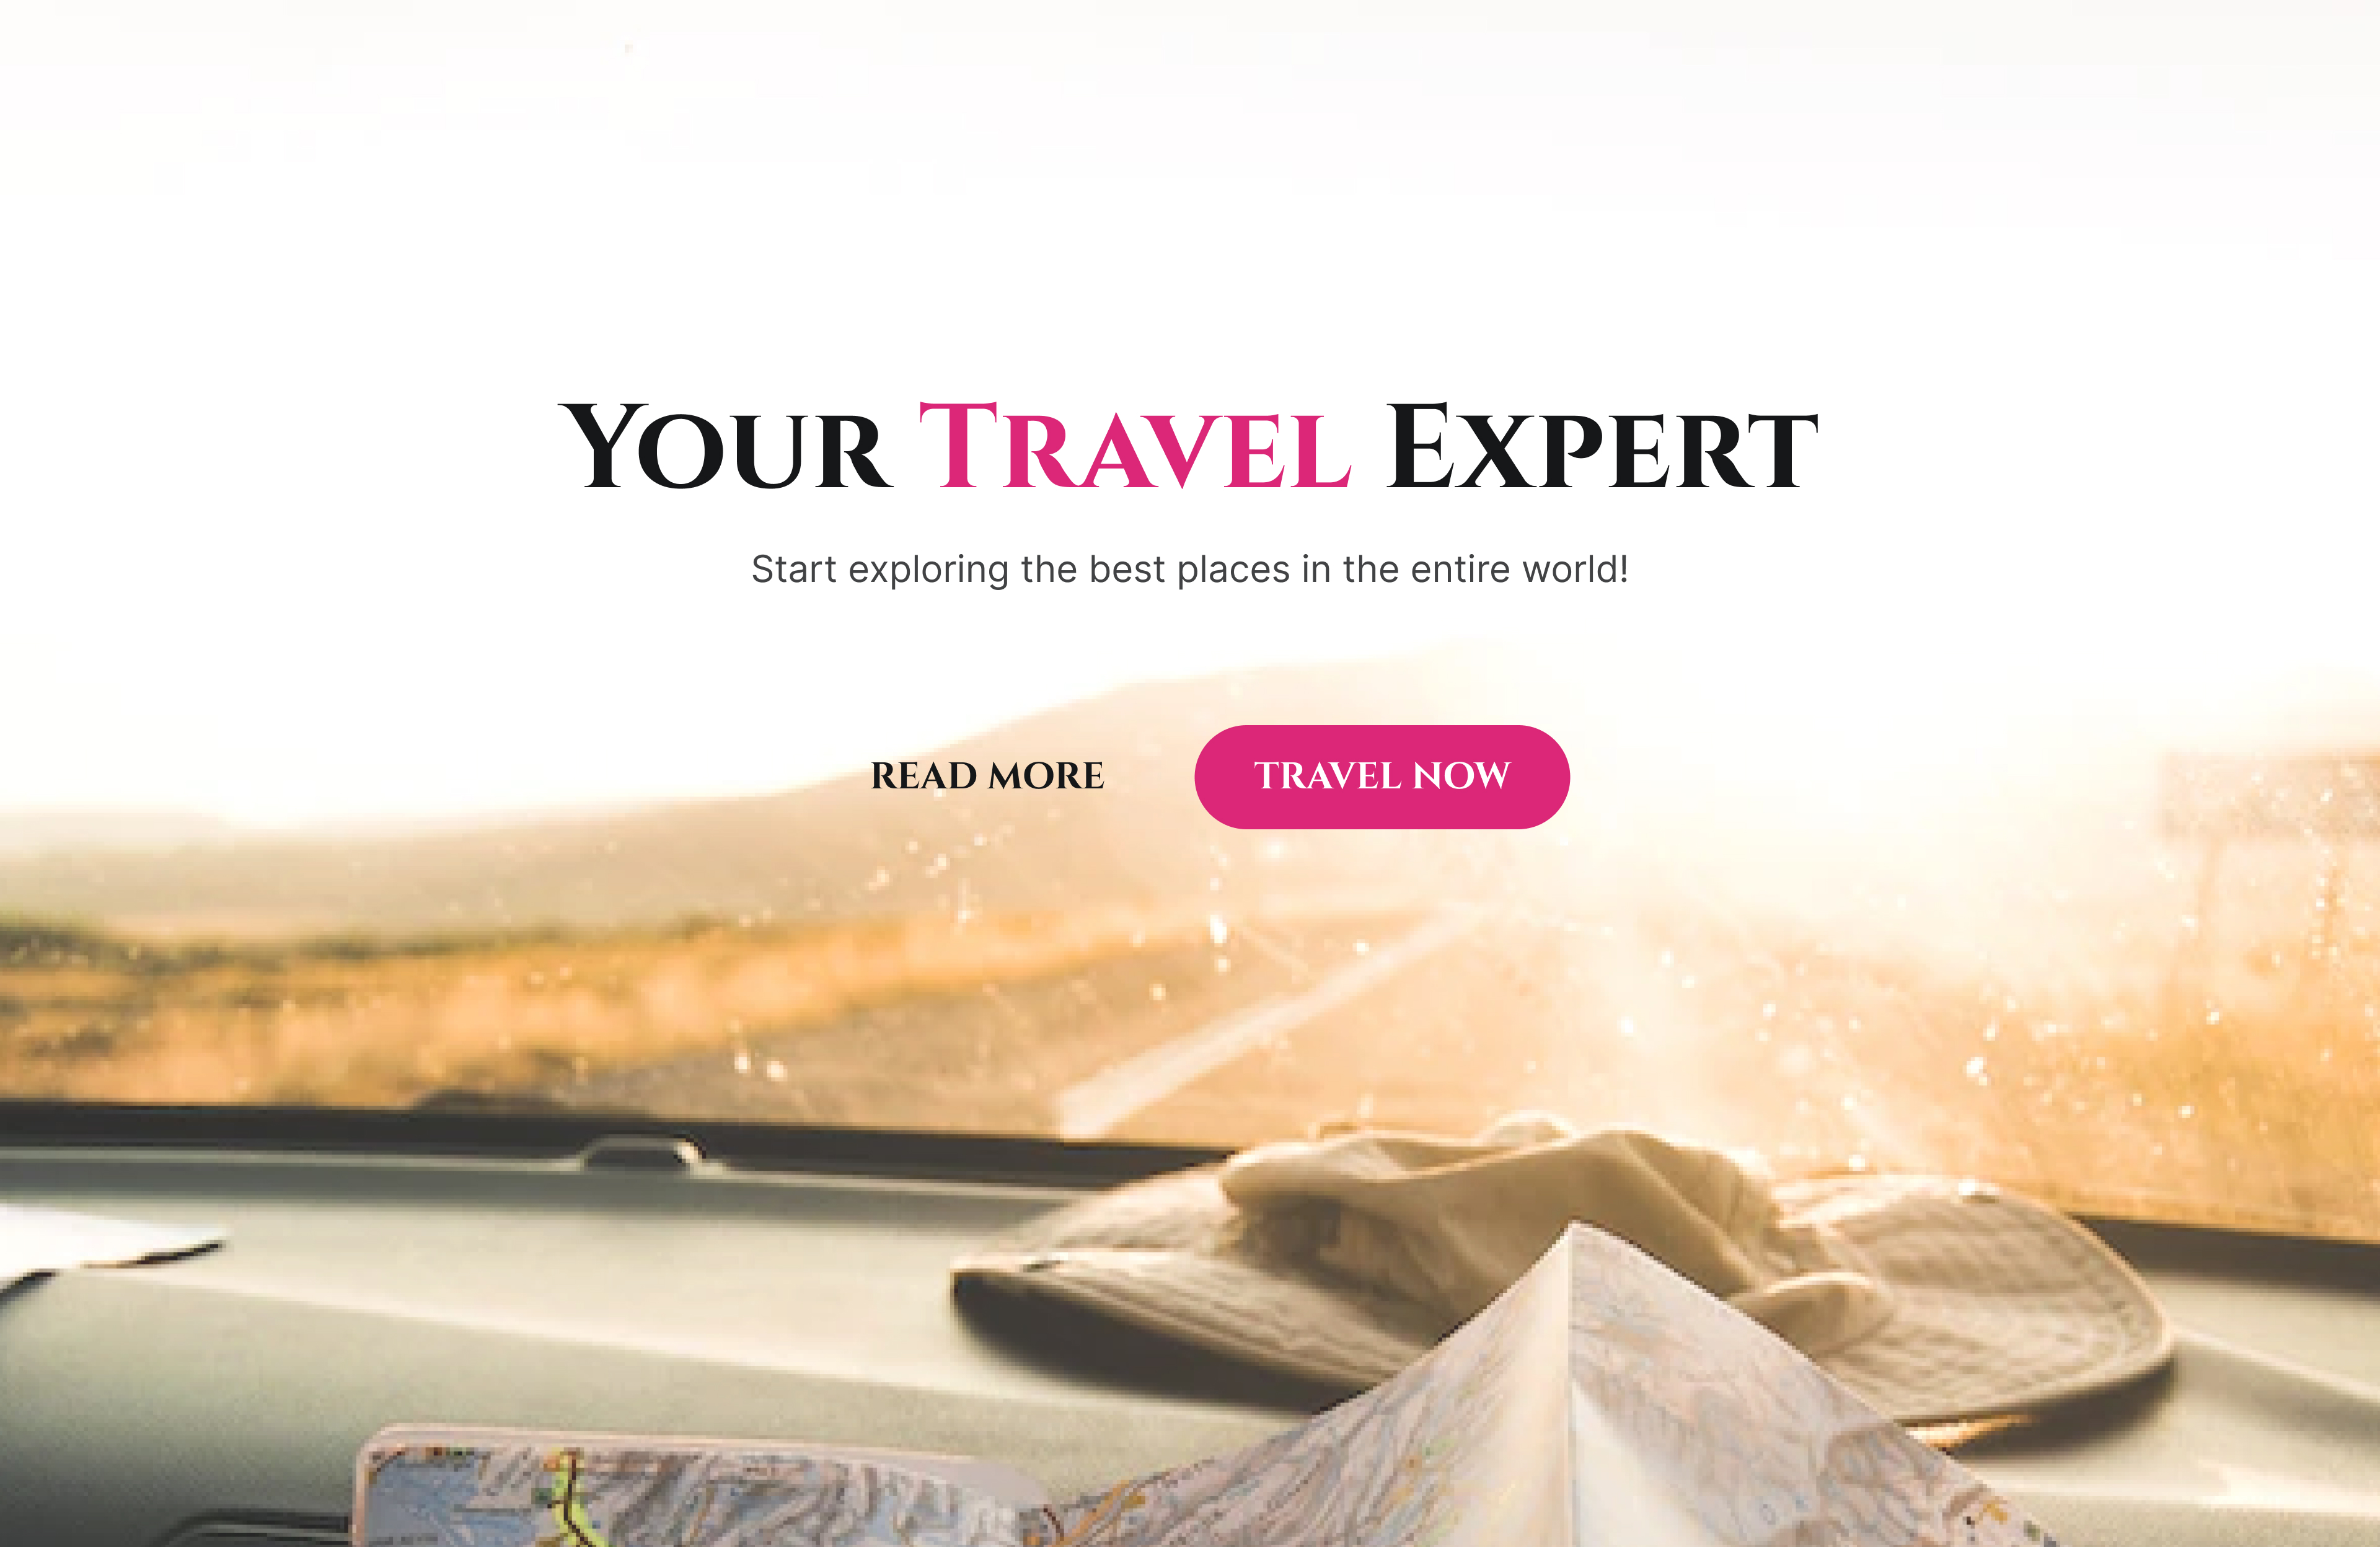 Your Travel Expert
Start exploring the best places in the entire world!
READ MORE
TRAVEL NOW